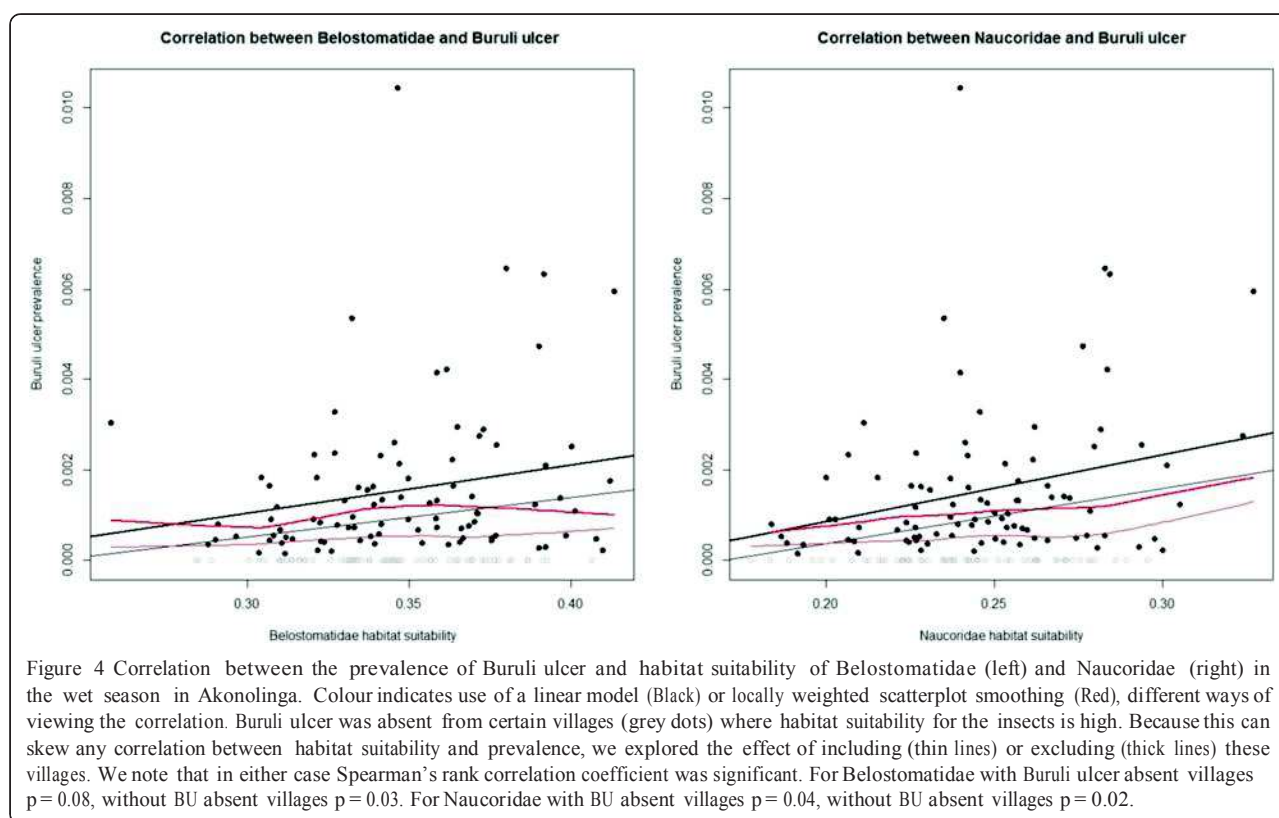 Correlation between Belostomatidae and Buruli ulcer
Buruli ulcer prevalence
0.010
0.008
0.006
0.004
0.002
0.000
0.30 0.35 0.40
Belostomatidae habitat suitability
Correlation between Naucoridae and Buruli ulcer
Buruli ulcer prevalence
0.010
0.008
0.006
0.004
0.002
0.000
0.20 0.25 0.30
Naucoridae habitat suitability
Figure 4 Correlation between the prevalence of Buruli ulcer and habitat suitability of Belostomatidae (left) and Naucoridae (right) in
the wet season in Akonolinga. Colour indicates use of a linear model (Black) or locally weighted scatterplot smoothing (Red), different ways of
viewing the correlation. Buruli ulcer was absent from certain villages (grey dots) where habitat suitability for the insects is high. Because this can
skew any correlation between habitat suitability and prevalence, we explored the effect of including (thin lines) or excluding (thick lines) these
villages. We note that in either case Spearman's rank correlation coefficient was significant. For Belostomatidae with Buruli ulcer absent villages
p = 0.08, without BU absent villages p = 0.03. For Naucoridae with BU absent villages p = 0.04, without BU absent villages p = 0.02.